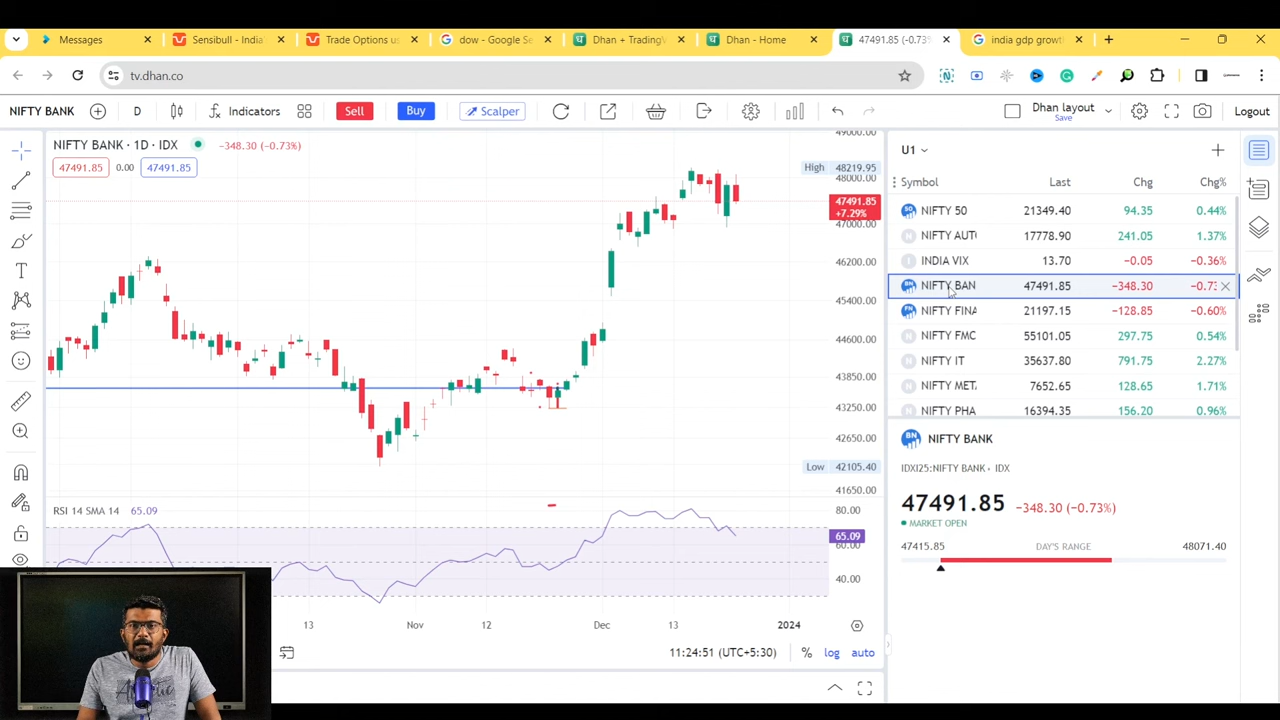 Messages
Sensibull - India'
Trade Options us
dow - Google Se
Dhan + TradingV
Dhan - Home
47491.85 (-0.73%
india gdp growt
tv.dhan.co
NIFTY BANK
D
Indicators
Sell
Buy
Scalper
Dhan layout
Save
Logout
NIFTY BANK · 1D · IDX
−348.30 (−0.73%)
47491.85
0.00
47491.85
49000.00
High 48219.95
48000.00
47491.85
+7.29%
47000.00
46200.00
45400.00
44600.00
43850.00
43250.00
42650.00
Low 42105.40
41650.00
RSI 14 SMA 14 65.09
80.00
65.09
60.00
40.00
13
Nov
12
Dec
13
2024
11:24:51 (UTC+5:30)
%
log
auto
U1
Symbol Last Chg Chg%
NIFTY 50 21349.40 94.35 0.44%
NIFTY AUT 17778.90 241.05 1.37%
INDIA VIX 13.70 −0.05 −0.36%
NIFTY BAN 47491.85 −348.30 −0.73
NIFTY FINA 21197.15 −128.85 −0.60%
NIFTY FMC 55101.05 297.75 0.54%
NIFTY IT 35637.80 791.75 2.27%
NIFTY MET 7652.65 128.65 1.71%
NIFTY PHA 16394.35 156.20 0.96%
BN NIFTY BANK
IDXI25:NIFTY BANK · IDX
47491.85 −348.30 (−0.73%)
MARKET OPEN
47415.85 DAY'S RANGE 48071.40